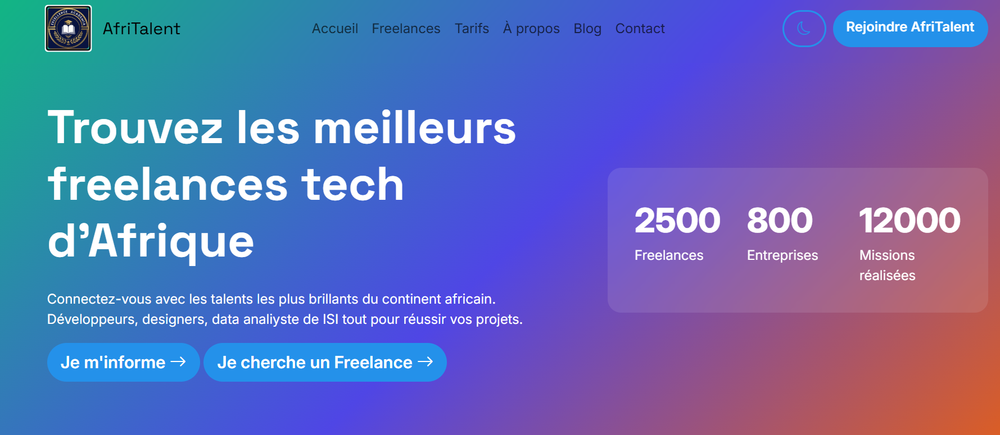 EXCELLENCE ACADEMIA
AfriTalent
Accueil Freelances Tarifs À propos Blog Contact
Rejoindre AfriTalent
Trouvez les meilleurs
freelances tech
d’Afrique
Connectez-vous avec les talents les plus brillants du continent africain.
Développeurs, designers, data analiyste de ISI tout pour réussir vos projets.
Je m'informe →
Je cherche un Freelance →
2500 800 12000
Freelances Entreprises Missions
réalisées